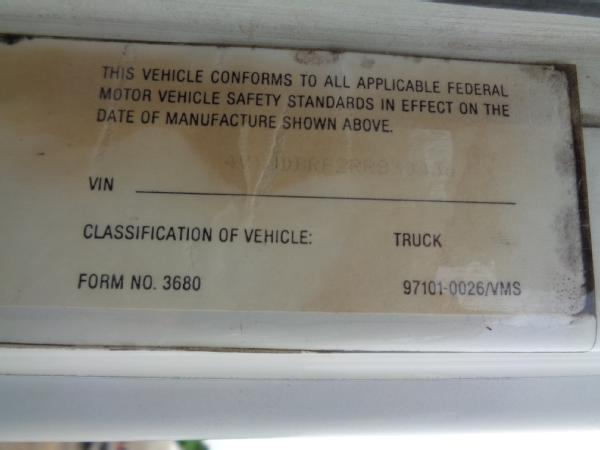 THIS VEHICLE CONFORMS TO ALL APPLICABLE FEDERAL
MOTOR VEHICLE SAFETY STANDARDS IN EFFECT ON THE
DATE OF MANUFACTURE SHOWN ABOVE.
VIN
CLASSIFICATION OF VEHICLE: TRUCK
FORM NO. 3680 97101-0026/VMS